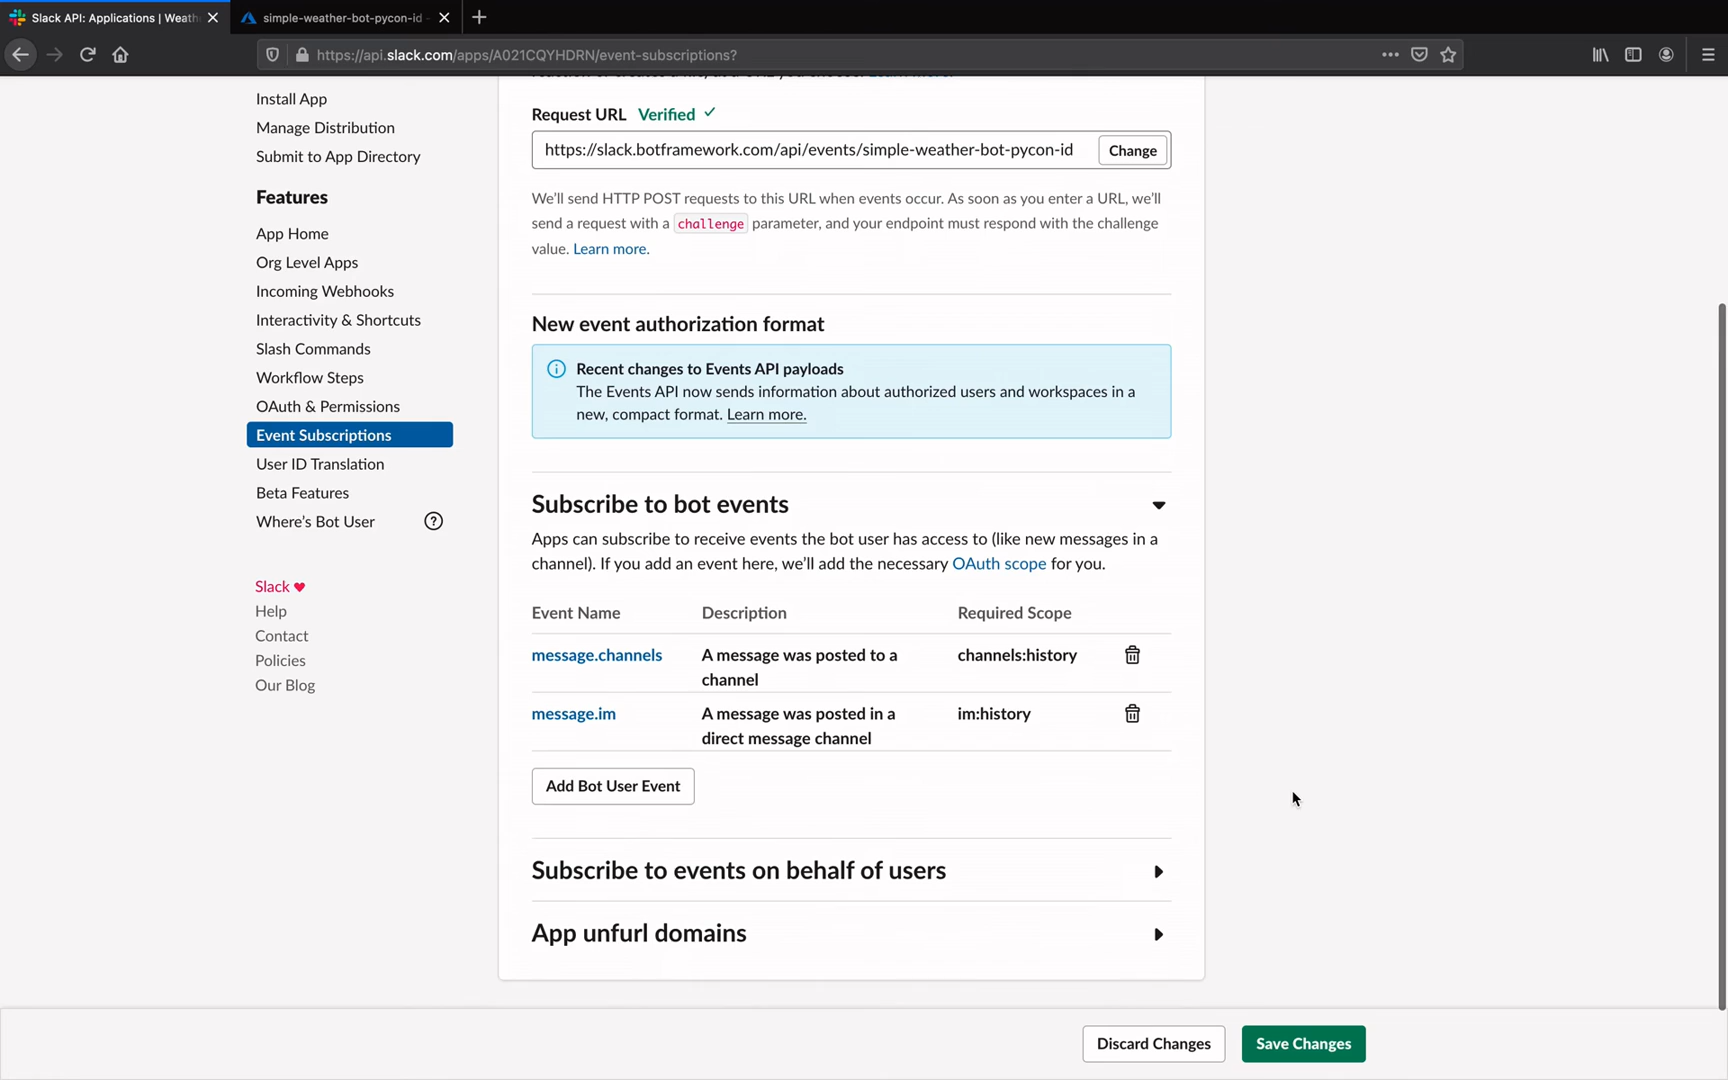 Slack API: Applications | Weath
simple-weather-bot-pycon-id -
https://api.slack.com/apps/A021CQYHDRN/event-subscriptions?
Install App
Manage Distribution
Submit to App Directory
Features
App Home
Org Level Apps
Incoming Webhooks
Interactivity & Shortcuts
Slash Commands
Workflow Steps
OAuth & Permissions
Event Subscriptions
User ID Translation
Beta Features
Where's Bot User
Slack ♥
Help
Contact
Policies
Our Blog
Request URL Verified ✓
https://slack.botframework.com/api/events/simple-weather-bot-pycon-id
Change
We'll send HTTP POST requests to this URL when events occur. As soon as you enter a URL, we'll
send a request with a challenge parameter, and your endpoint must respond with the challenge
value. Learn more.
New event authorization format
Recent changes to Events API payloads
The Events API now sends information about authorized users and workspaces in a
new, compact format. Learn more.
Subscribe to bot events
Apps can subscribe to receive events the bot user has access to (like new messages in a
channel). If you add an event here, we'll add the necessary OAuth scope for you.
Event Name Description Required Scope
message.channels A message was posted to a channels:history
channel
message.im A message was posted in a im:history
direct message channel
Add Bot User Event
Subscribe to events on behalf of users
App unfurl domains
Discard Changes Save Changes